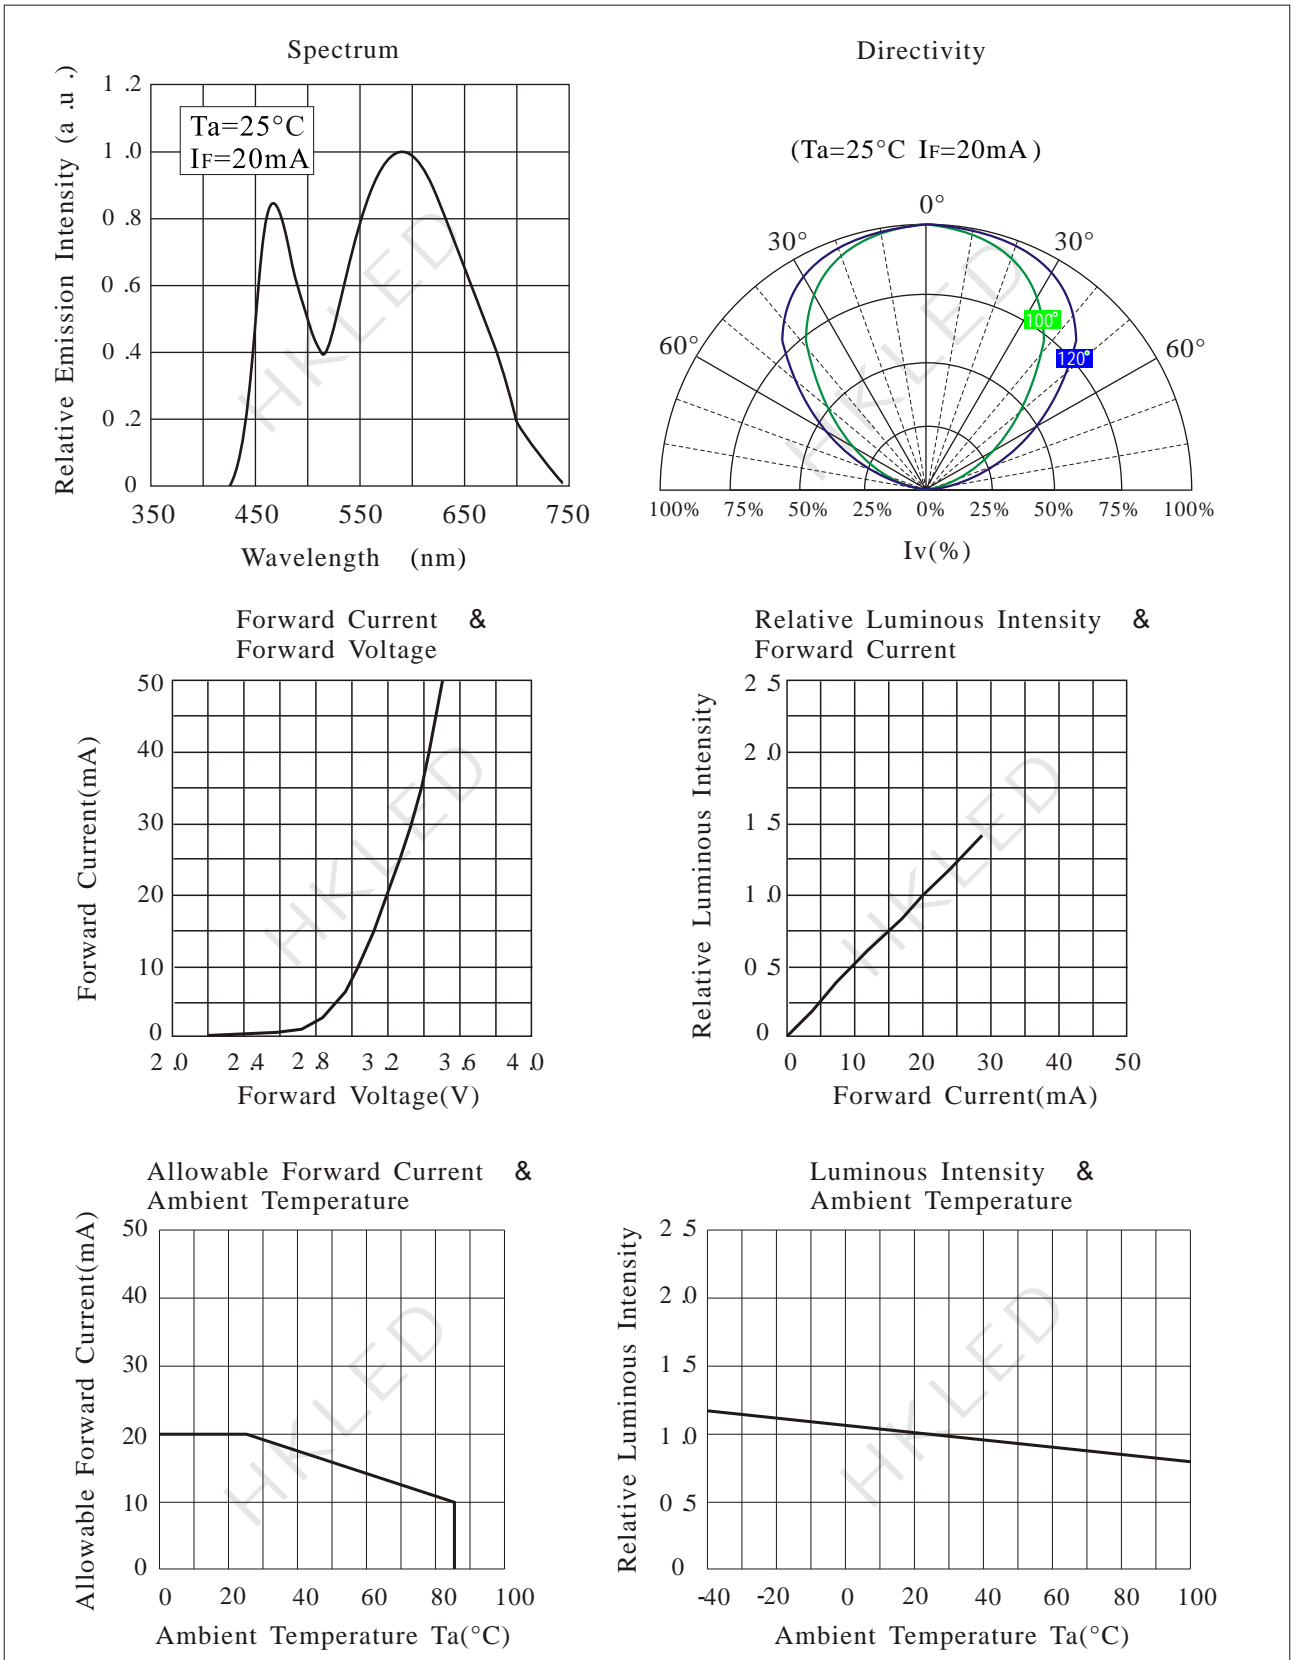 Spectrum
Relative Emission Intensity (a .u .)
1 .2
1 .0
0 .8
0 .6
0 .4
0 .2
0
Ta=25°C
IF=20mA
350 450 550 650 750
Wavelength (nm)
HKLED
Directivity
(Ta=25°C IF=20mA)
0°
30° 30°
60° 60°
100°
120°
100% 75% 50% 25% 0% 25% 50% 75% 100%
Iv(%)
HKLED
Forward Current &
Forward Voltage
Forward Current(mA)
50
40
30
20
10
0
2 .0 2 .4 2 .8 3 .2 3 .6 4 .0
Forward Voltage(V)
HKLED
Relative Luminous Intensity &
Forward Current
Relative Luminous Intensity
2 5
2 .0
1 5
1 .0
0 5
0
0 10 20 30 40 50
Forward Current(mA)
HKLED
Allowable Forward Current &
Ambient Temperature
Allowable Forward Current(mA)
50
40
30
20
10
0
0 20 40 60 80 100
Ambient Temperature Ta(°C)
HKLED
Luminous Intensity &
Ambient Temperature
Relative Luminous Intensity
2 5
2 .0
1 5
1 .0
0 5
0
-40 -20 0 20 40 60 80 100
Ambient Temperature Ta(°C)
HKLED